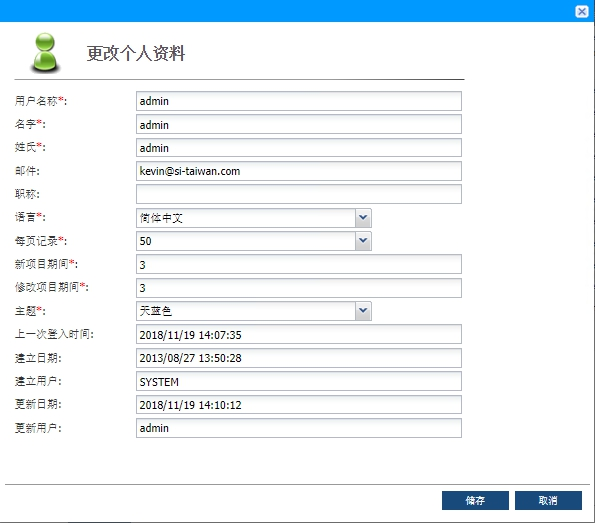 更改个人资料
用户名称*: admin
名字*: admin
姓氏*: admin
邮件: kevin@si-taiwan.com
职称:
语言*: 简体中文
每页记录*: 50
新项目期间*: 3
修改项目期间*: 3
主题*: 天蓝色
上一次登入时间: 2018/11/19 14:07:35
建立日期: 2013/08/27 13:50:28
建立用户: SYSTEM
更新日期: 2018/11/19 14:10:12
更新用户: admin
储存 取消